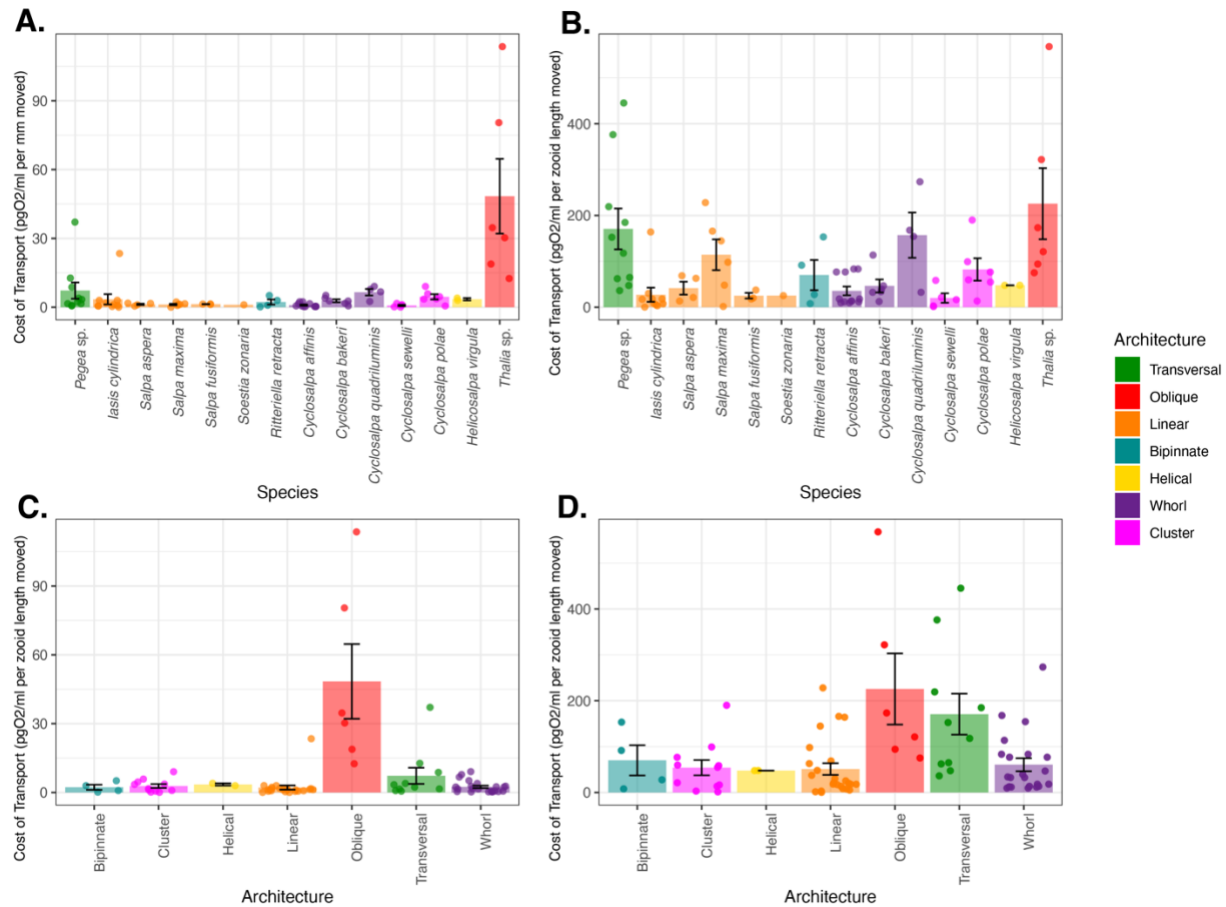 A.
Cost of Transport (pgO2/ml per mm moved)
90
60
30
0
Pegea sp.
Iasis cylindrica
Salpa aspera
Salpa maxima
Salpa fusiformis
Soestia zonaria
Ritteriella retracta
Cyclosalpa affinis
Cyclosalpa bakeri
Cyclosalpa quadriluminis
Cyclosalpa sewelli
Cyclosalpa polae
Helicosalpa virgula
Thalia sp.
Species
B.
Cost of Transport (pgO2/ml per zooid length moved)
400
200
0
Pegea sp.
Iasis cylindrica
Salpa aspera
Salpa maxima
Salpa fusiformis
Soestia zonaria
Ritteriella retracta
Cyclosalpa affinis
Cyclosalpa bakeri
Cyclosalpa quadriluminis
Cyclosalpa sewelli
Cyclosalpa polae
Helicosalpa virgula
Thalia sp.
Species
Architecture
Transversal
Oblique
Linear
Bipinnate
Helical
Whorl
Cluster
C.
Cost of Transport (pgO2/ml per zooid length moved)
90
60
30
0
Bipinnate
Cluster
Helical
Linear
Oblique
Transversal
Whorl
Architecture
D.
Cost of Transport (pgO2/ml per zooid length moved)
400
200
0
Bipinnate
Cluster
Helical
Linear
Oblique
Transversal
Whorl
Architecture